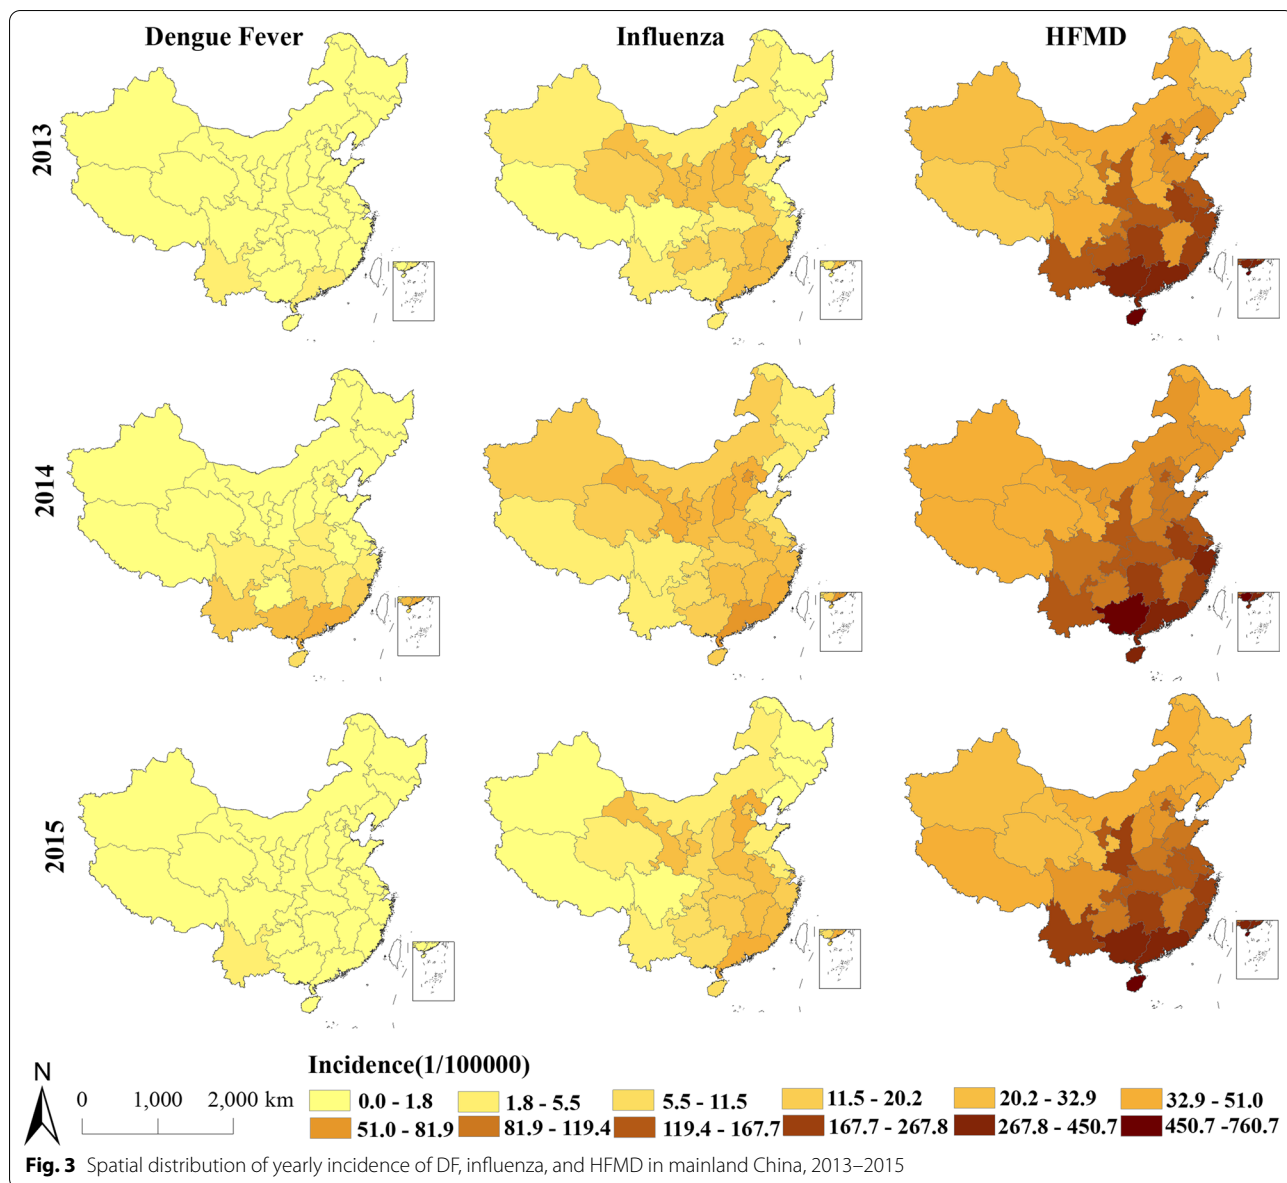 Dengue Fever
Influenza
HFMD
2013
2014
2015
N
0 1,000 2,000 km
Incidence(1/100000)
0.0 - 1.8
1.8 - 5.5
5.5 - 11.5
11.5 - 20.2
20.2 - 32.9
32.9 - 51.0
51.0 - 81.9
81.9 - 119.4
119.4 - 167.7
167.7 - 267.8
267.8 - 450.7
450.7 -760.7
Fig. 3 Spatial distribution of yearly incidence of DF, influenza, and HFMD in mainland China, 2013–2015